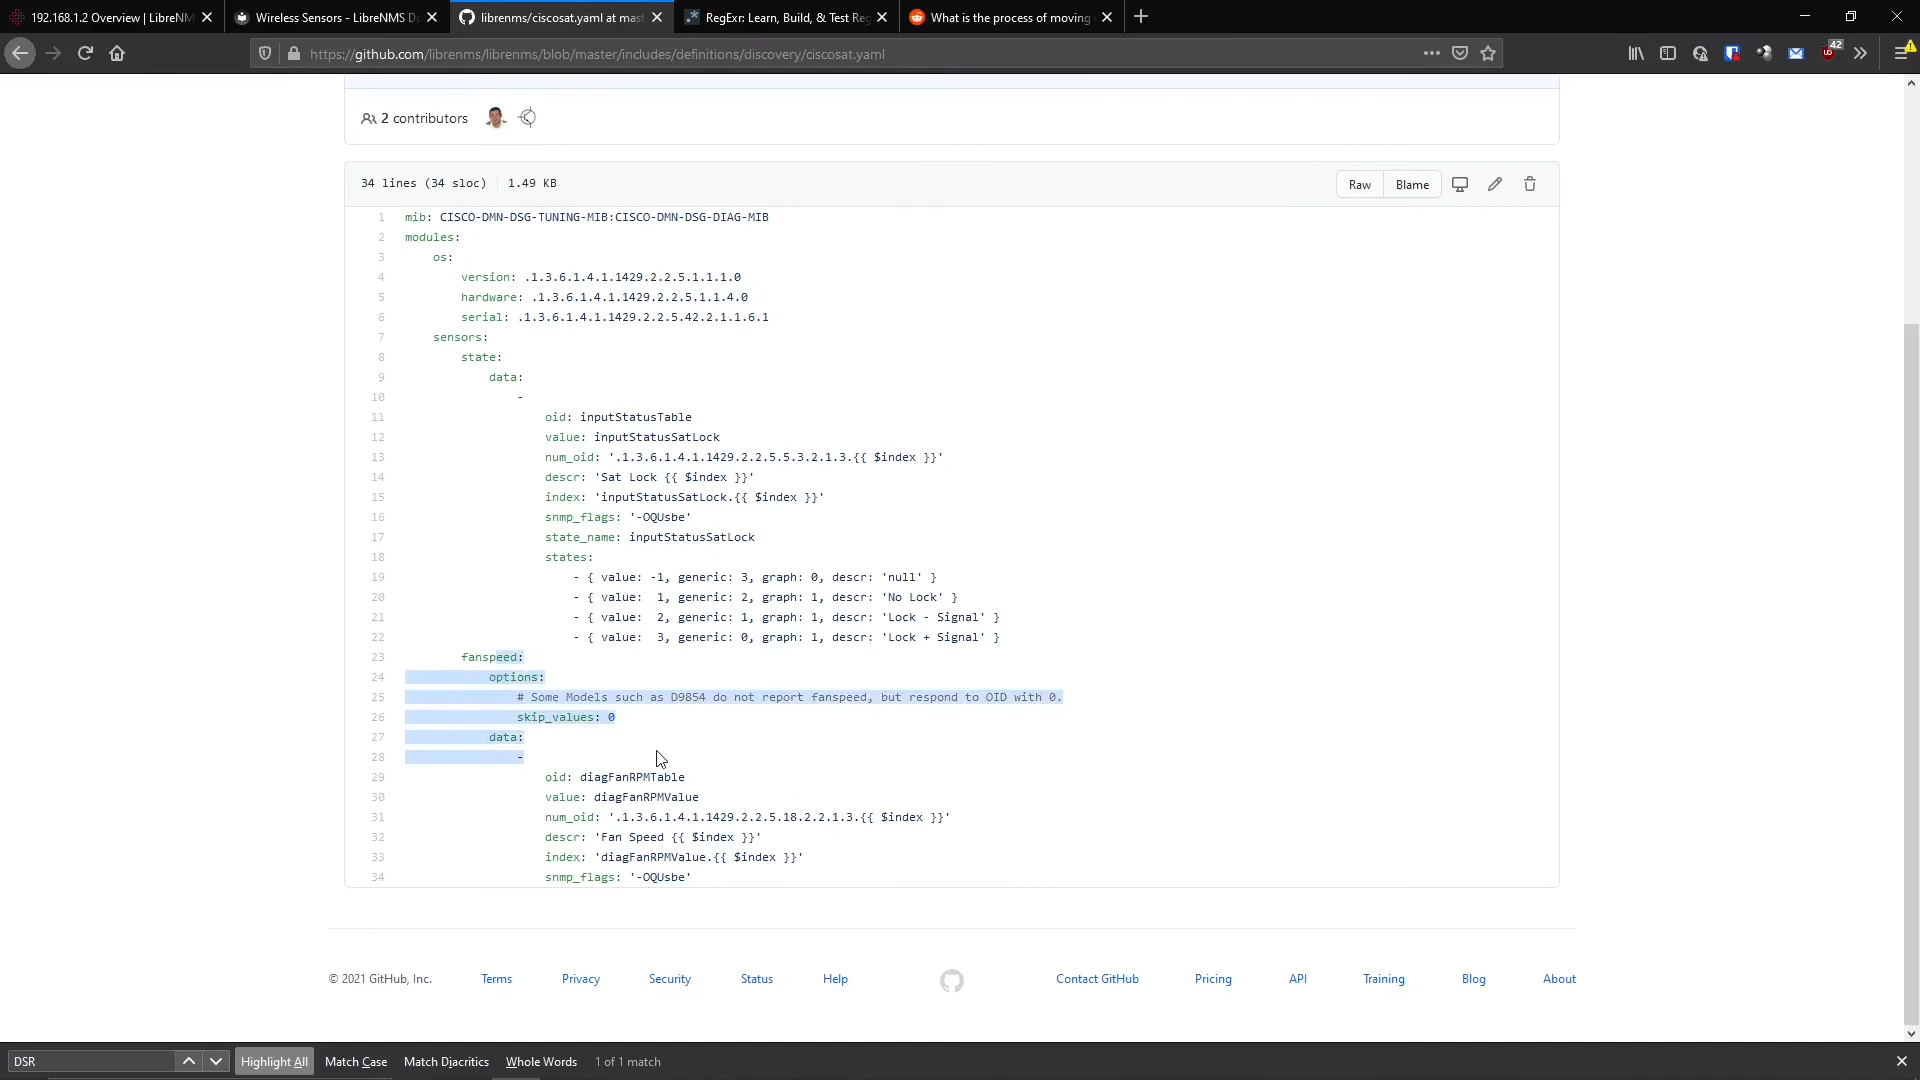 192.168.1.2 Overview | LibreNM
Wireless Sensors - LibreNMS Do
librenms/ciscosat.yaml at mast
RegExr: Learn, Build, & Test Reg
What is the process of moving
https://github.com/librenms/librenms/blob/master/includes/definitions/discovery/ciscosat.yaml
42
2 contributors
34 lines (34 sloc) 1.49 KB
Raw Blame
1 mib: CISCO-DMN-DSG-TUNING-MIB:CISCO-DMN-DSG-DIAG-MIB
2 modules:
3 os:
4 version: .1.3.6.1.4.1.1429.2.2.5.1.1.1.0
5 hardware: .1.3.6.1.4.1.1429.2.2.5.1.1.4.0
6 serial: .1.3.6.1.4.1.1429.2.2.5.42.2.1.1.6.1
7 sensors:
8 state:
9 data:
10 -
11 oid: inputStatusTable
12 value: inputStatusSatLock
13 num_oid: '.1.3.6.1.4.1.1429.2.2.5.5.3.2.1.3.{{ $index }}'
14 descr: 'Sat Lock {{ $index }}'
15 index: 'inputStatusSatLock.{{ $index }}'
16 snmp_flags: '-OQUsbe'
17 state_name: inputStatusSatLock
18 states:
19 - { value: -1, generic: 3, graph: 0, descr: 'null' }
20 - { value:  1, generic: 2, graph: 1, descr: 'No Lock' }
21 - { value:  2, generic: 1, graph: 1, descr: 'Lock - Signal' }
22 - { value:  3, generic: 0, graph: 1, descr: 'Lock + Signal' }
23 fanspeed:
24 options:
25 # Some Models such as D9854 do not report fanspeed, but respond to OID with 0.
26 skip_values: 0
27 data:
28 -
29 oid: diagFanRPMTable
30 value: diagFanRPMValue
31 num_oid: '.1.3.6.1.4.1.1429.2.2.5.18.2.2.1.3.{{ $index }}'
32 descr: 'Fan Speed {{ $index }}'
33 index: 'diagFanRPMValue.{{ $index }}'
34 snmp_flags: '-OQUsbe'
© 2021 GitHub, Inc. Terms Privacy Security Status Help Contact GitHub Pricing API Training Blog About
DSR Highlight All Match Case Match Diacritics Whole Words 1 of 1 match